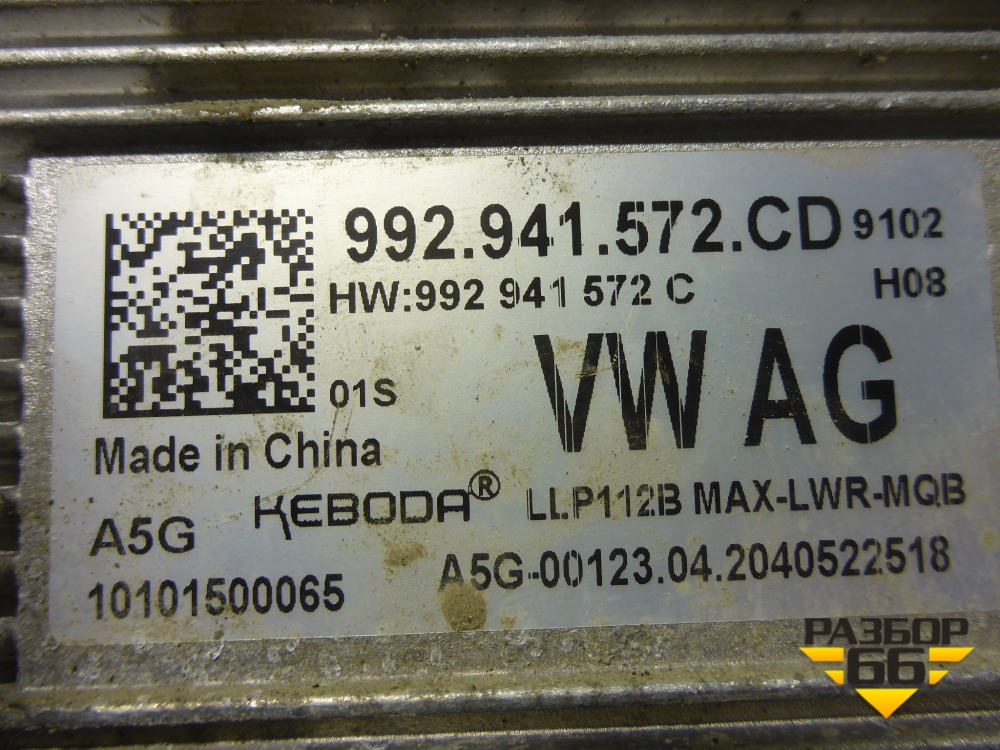 992.941.572.CD 9102
HW:992 941 572 C H08
VW AG
01S
Made in China
KEBODA® LLP112B MAX-LWR-MQB
A5G
A5G-00123.04.2040522518
10101500065
РАЗБОР
66